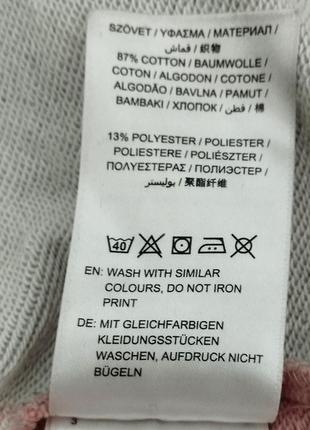 SZÖVET / ΥΦΑΣΜΑ / МАТЕРИАЛ
/ قماش / 织物
87% COTTON / BAUMWOLLE /
COTON / ALGODON / COTONE /
ALGODÃO / BAVLNA / PAMUT /
BAMBAKI / ХЛОПОК / قطن / 棉
13% POLYESTER / POLIESTER /
POLIESTERE / POLIÉSZTER /
ΠΟΛΥΕΣΤΕΡΑΣ / ПОЛИЭСТЕР /
بوليستر / 聚酯纤维
40
EN: WASH WITH SIMILAR
COLOURS, DO NOT IRON
PRINT
DE: MIT GLEICHFARBIGEN
KLEIDUNGSSTÜCKEN
WASCHEN, AUFDRUCK NICHT
BÜGELN
3